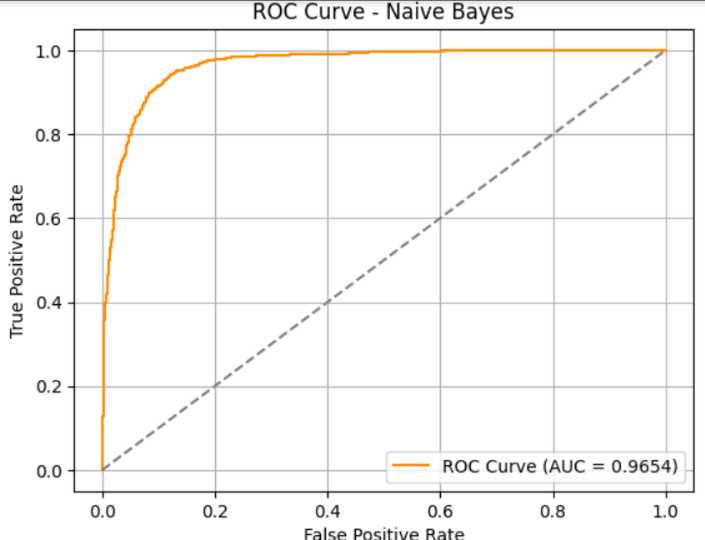 ROC Curve - Naive Bayes
1.0
0.8
0.6
0.4
0.2
0.0
True Positive Rate
ROC Curve (AUC = 0.9654)
0.0 0.2 0.4 0.6 0.8 1.0
False Positive Rate